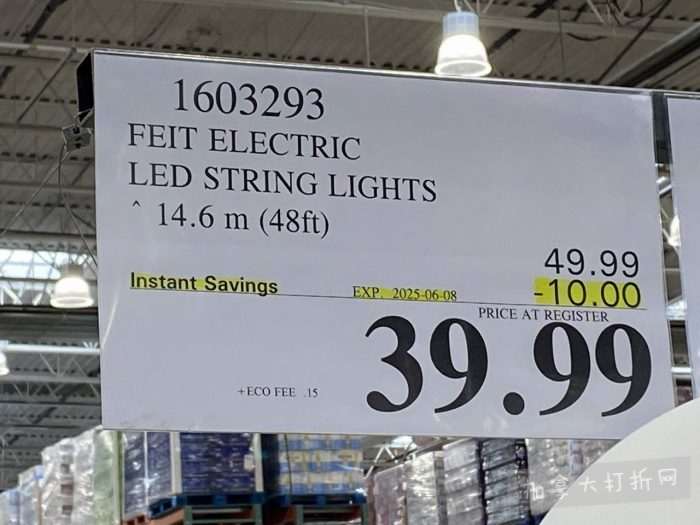 1603293
FEIT ELECTRIC
LED STRING LIGHTS
^ 14.6 m (48ft)
49.99
Instant Savings EXP. 2025-06-08 -10.00
PRICE AT REGISTER
39.99
+ECO FEE .15
加拿大打折网